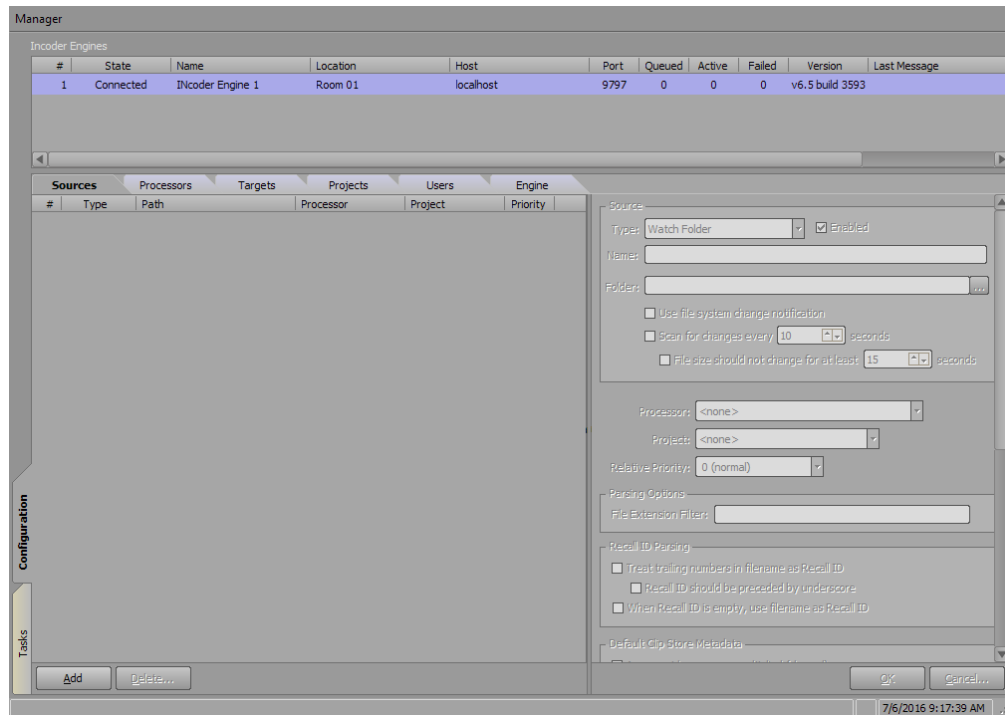 Manager
Incoder Engines
# State Name Location Host Port Queued Active Failed Version Last Message
1 Connected INcoder Engine 1 Room 01 localhost 9797 0 0 0 v6.5 build 3593
Sources Processors Targets Projects Users Engine
# Type Path Processor Project Priority
Source
Type: Watch Folder Enabled
Name:
Folder: ...
Use file system change notification
Scan for changes every 10 seconds
File size should not change for at least 15 seconds
Processor: <none>
Project: <none>
Relative Priority: 0 (normal)
Parsing Options
File Extension Filter:
Recall ID Parsing
Treat trailing numbers in filename as Recall ID
Recall ID should be preceded by underscore
When Recall ID is empty, use filename as Recall ID
Default Clip Store Metadata
Configuration
Tasks
Add Delete... OK Cancel...
7/6/2016 9:17:39 AM